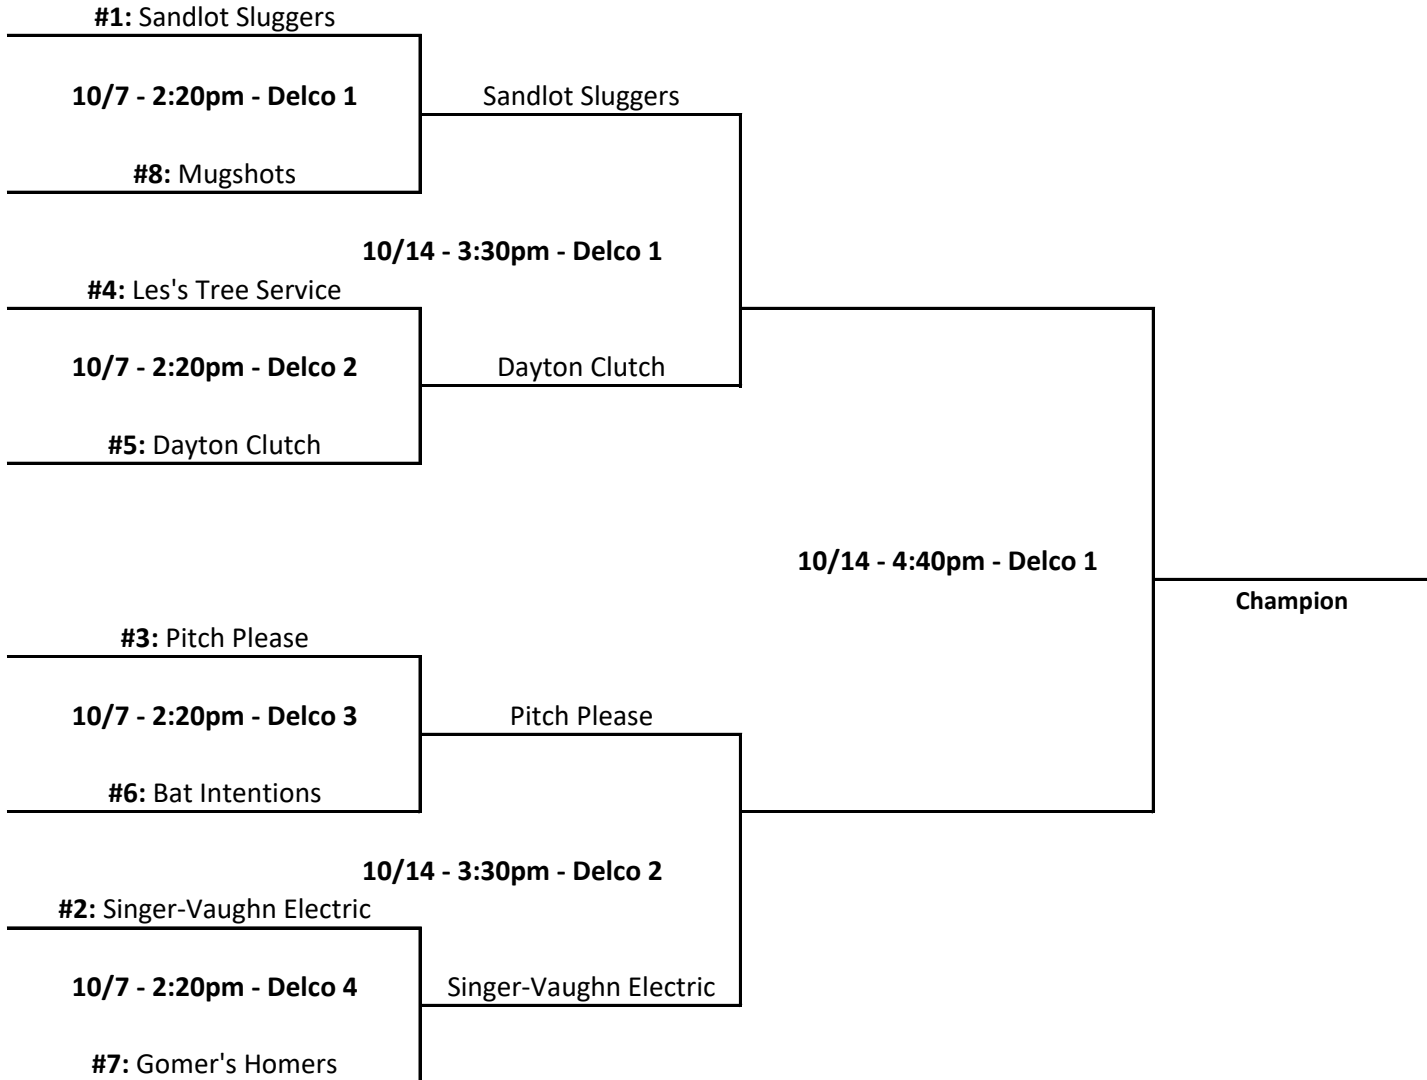 #1: Sandlot Sluggers
10/7 - 2:20pm - Delco 1
Sandlot Sluggers
#8: Mugshots
10/14 - 3:30pm - Delco 1
#4: Les's Tree Service
10/7 - 2:20pm - Delco 2
Dayton Clutch
#5: Dayton Clutch
10/14 - 4:40pm - Delco 1
Champion
#3: Pitch Please
10/7 - 2:20pm - Delco 3
Pitch Please
#6: Bat Intentions
10/14 - 3:30pm - Delco 2
#2: Singer-Vaughn Electric
10/7 - 2:20pm - Delco 4
Singer-Vaughn Electric
#7: Gomer's Homers